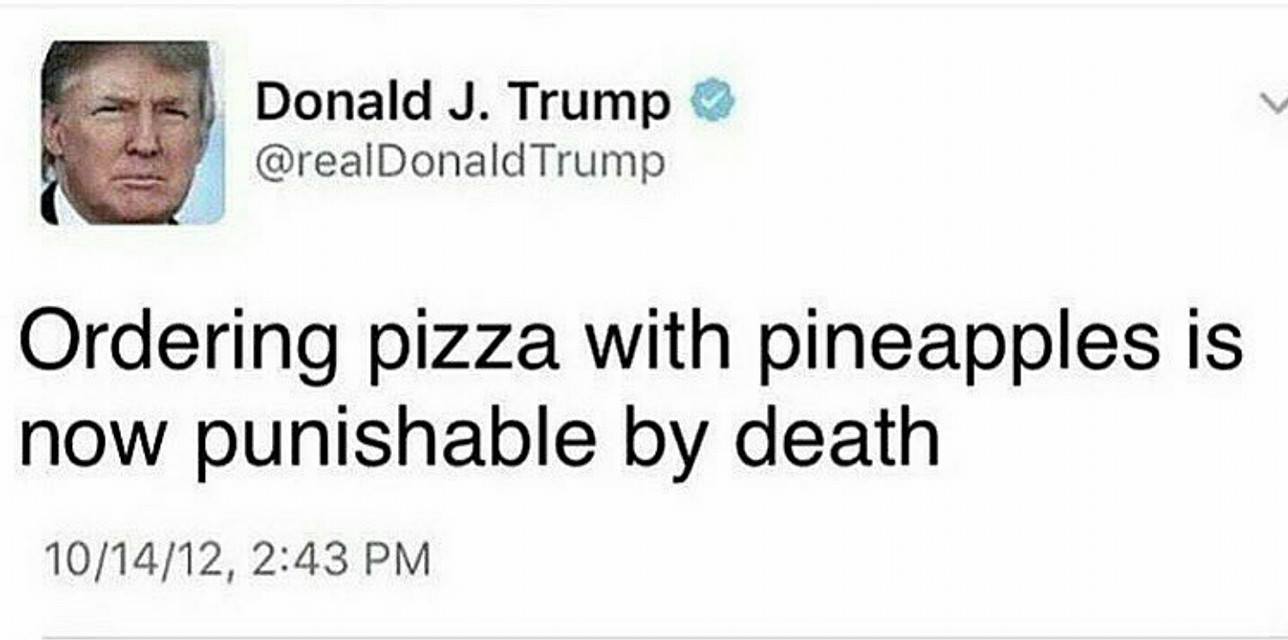 Donald J. Trump
@realDonaldTrump
Ordering pizza with pineapples is
now punishable by death
10/14/12, 2:43 PM